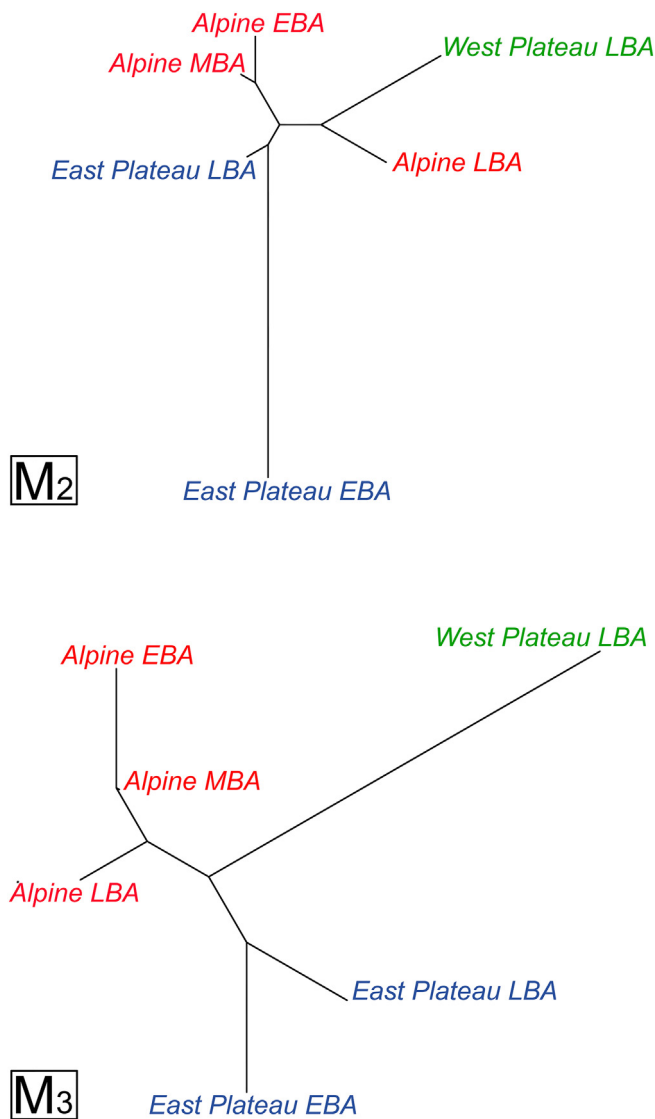 Alpine EBA
West Plateau LBA
Alpine MBA
East Plateau LBA
Alpine LBA
M2
East Plateau EBA
West Plateau LBA
Alpine EBA
Alpine MBA
Alpine LBA
East Plateau LBA
M3
East Plateau EBA